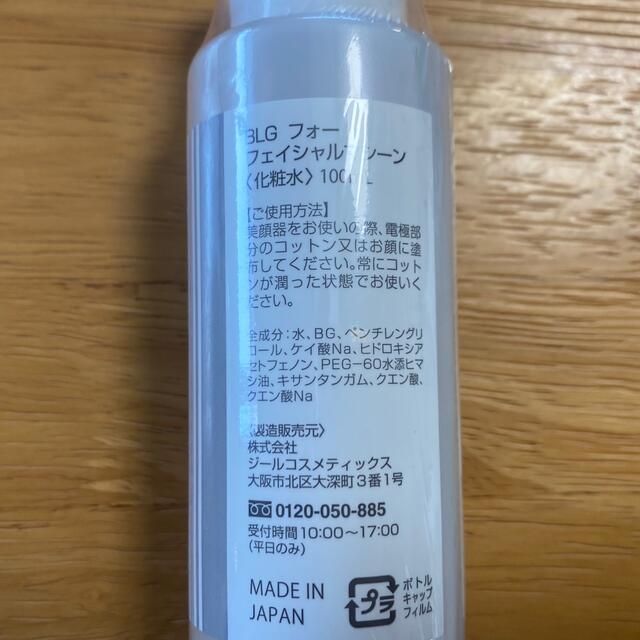 BLG フォー
フェイシャルマシーン
〈化粧水〉 100mL
【ご使用方法】
美顔器をお使いの際、電極部
分のコットン又はお顔に塗
布してください。常にコット
ンが潤った状態でお使いく
ださい。
全成分：水、BG、ペンチレングリ
コール、ケイ酸Na、ヒドロキシア
セトフェノン、PEG-60水添ヒマ
シ油、キサンタンガム、クエン酸、
クエン酸Na
〈製造販売元〉
株式会社
ジールコスメティックス
大阪市北区大深町3番1号
0120-050-885
受付時間10:00〜17:00
（平日のみ）
MADE IN
JAPAN
プラ
ボトル
キャップ
フィルム